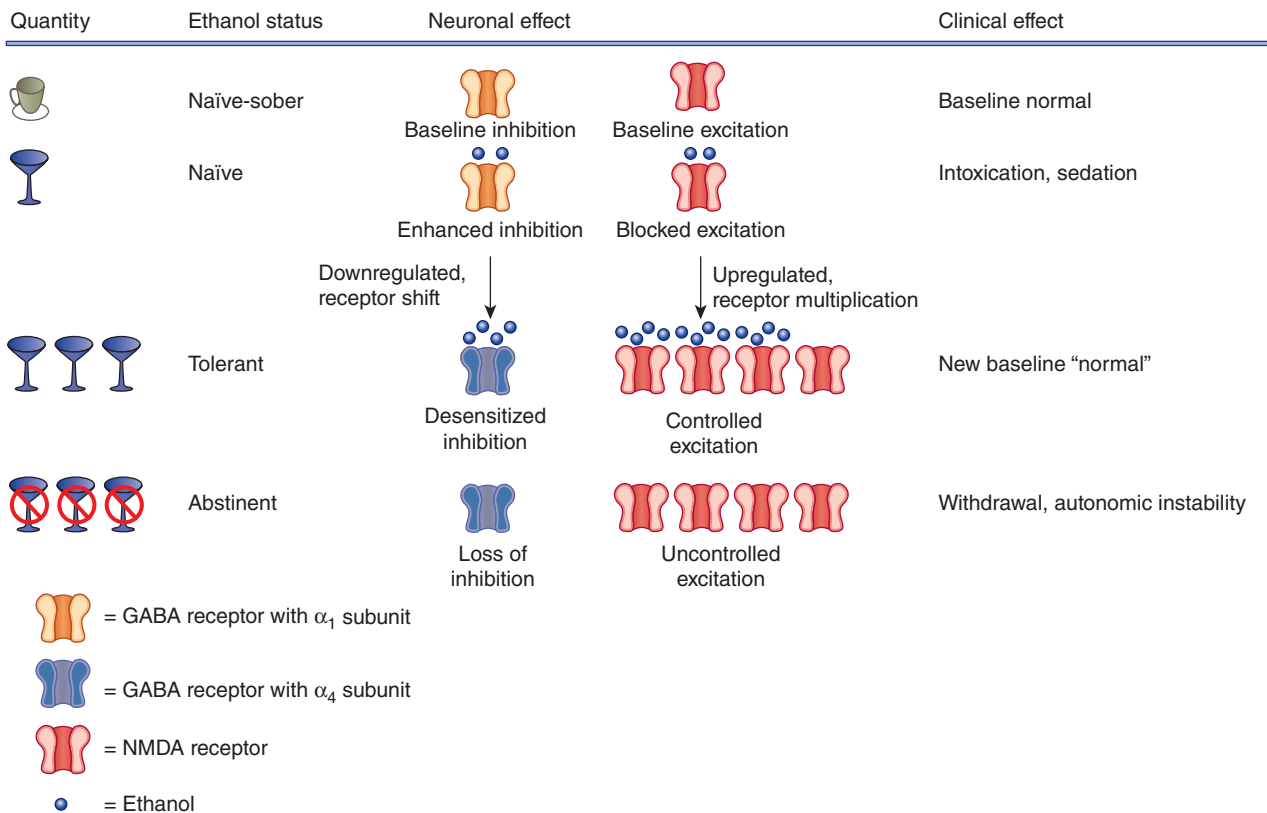 Quantity Ethanol status Neuronal effect Clinical effect
Naïve-sober Baseline normal
Baseline inhibition Baseline excitation
Naïve Intoxication, sedation
Enhanced inhibition Blocked excitation
Downregulated,
receptor shift
Upregulated,
receptor multiplication
Tolerant New baseline “normal”
Desensitized
inhibition
Controlled
excitation
Abstinent Withdrawal, autonomic instability
Loss of
inhibition
Uncontrolled
excitation
= GABA receptor with α1 subunit
= GABA receptor with α4 subunit
= NMDA receptor
= Ethanol